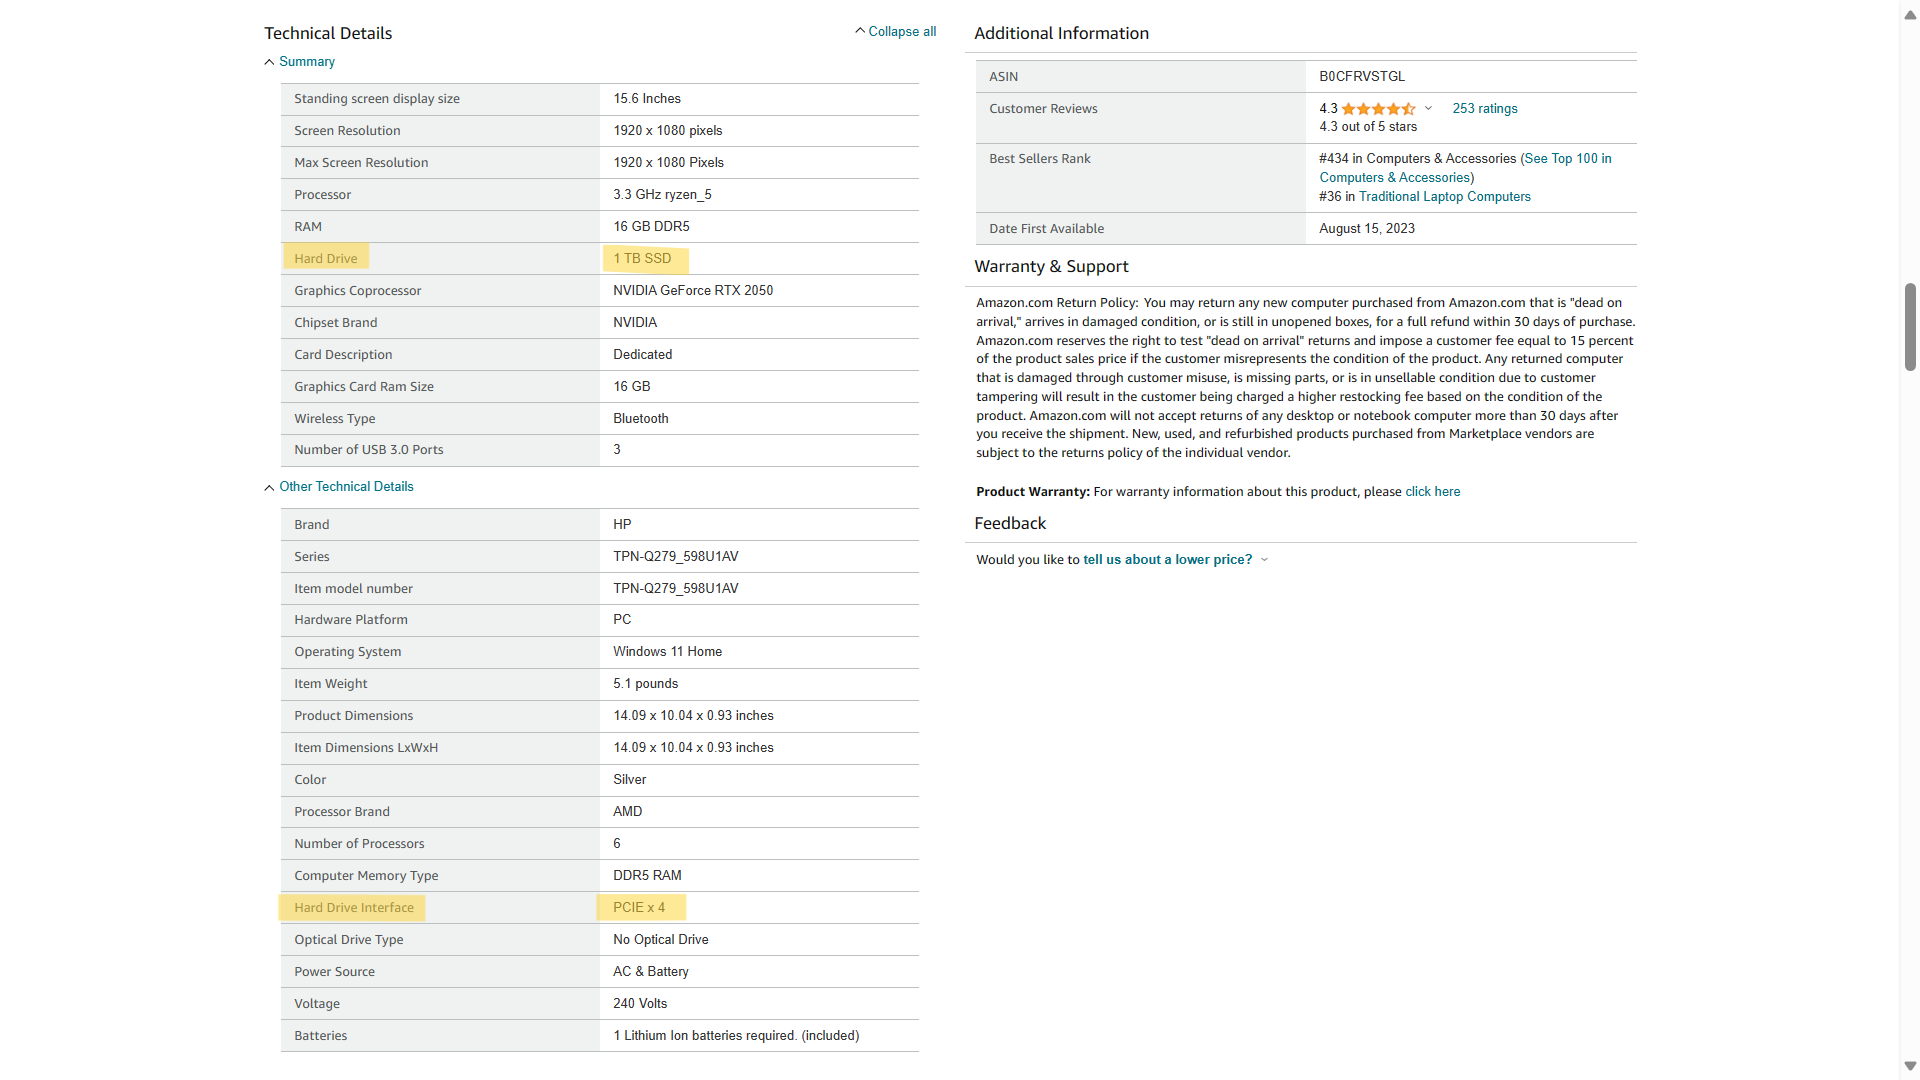 Technical Details
Collapse all
Summary
Standing screen display size 15.6 Inches
Screen Resolution 1920 x 1080 pixels
Max Screen Resolution 1920 x 1080 Pixels
Processor 3.3 GHz ryzen_5
RAM 16 GB DDR5
Hard Drive 1 TB SSD
Graphics Coprocessor NVIDIA GeForce RTX 2050
Chipset Brand NVIDIA
Card Description Dedicated
Graphics Card Ram Size 16 GB
Wireless Type Bluetooth
Number of USB 3.0 Ports 3
Other Technical Details
Brand HP
Series TPN-Q279_598U1AV
Item model number TPN-Q279_598U1AV
Hardware Platform PC
Operating System Windows 11 Home
Item Weight 5.1 pounds
Product Dimensions 14.09 x 10.04 x 0.93 inches
Item Dimensions LxWxH 14.09 x 10.04 x 0.93 inches
Color Silver
Processor Brand AMD
Number of Processors 6
Computer Memory Type DDR5 RAM
Hard Drive Interface PCIE x 4
Optical Drive Type No Optical Drive
Power Source AC & Battery
Voltage 240 Volts
Batteries 1 Lithium Ion batteries required. (included)
Additional Information
ASIN B0CFRVSTGL
Customer Reviews 4.3 253 ratings
4.3 out of 5 stars
Best Sellers Rank #434 in Computers & Accessories (See Top 100 in
Computers & Accessories)
#36 in Traditional Laptop Computers
Date First Available August 15, 2023
Warranty & Support
Amazon.com Return Policy: You may return any new computer purchased from Amazon.com that is "dead on
arrival," arrives in damaged condition, or is still in unopened boxes, for a full refund within 30 days of purchase.
Amazon.com reserves the right to test "dead on arrival" returns and impose a customer fee equal to 15 percent
of the product sales price if the customer misrepresents the condition of the product. Any returned computer
that is damaged through customer misuse, is missing parts, or is in unsellable condition due to customer
tampering will result in the customer being charged a higher restocking fee based on the condition of the
product. Amazon.com will not accept returns of any desktop or notebook computer more than 30 days after
you receive the shipment. New, used, and refurbished products purchased from Marketplace vendors are
subject to the returns policy of the individual vendor.
Product Warranty: For warranty information about this product, please click here
Feedback
Would you like to tell us about a lower price?